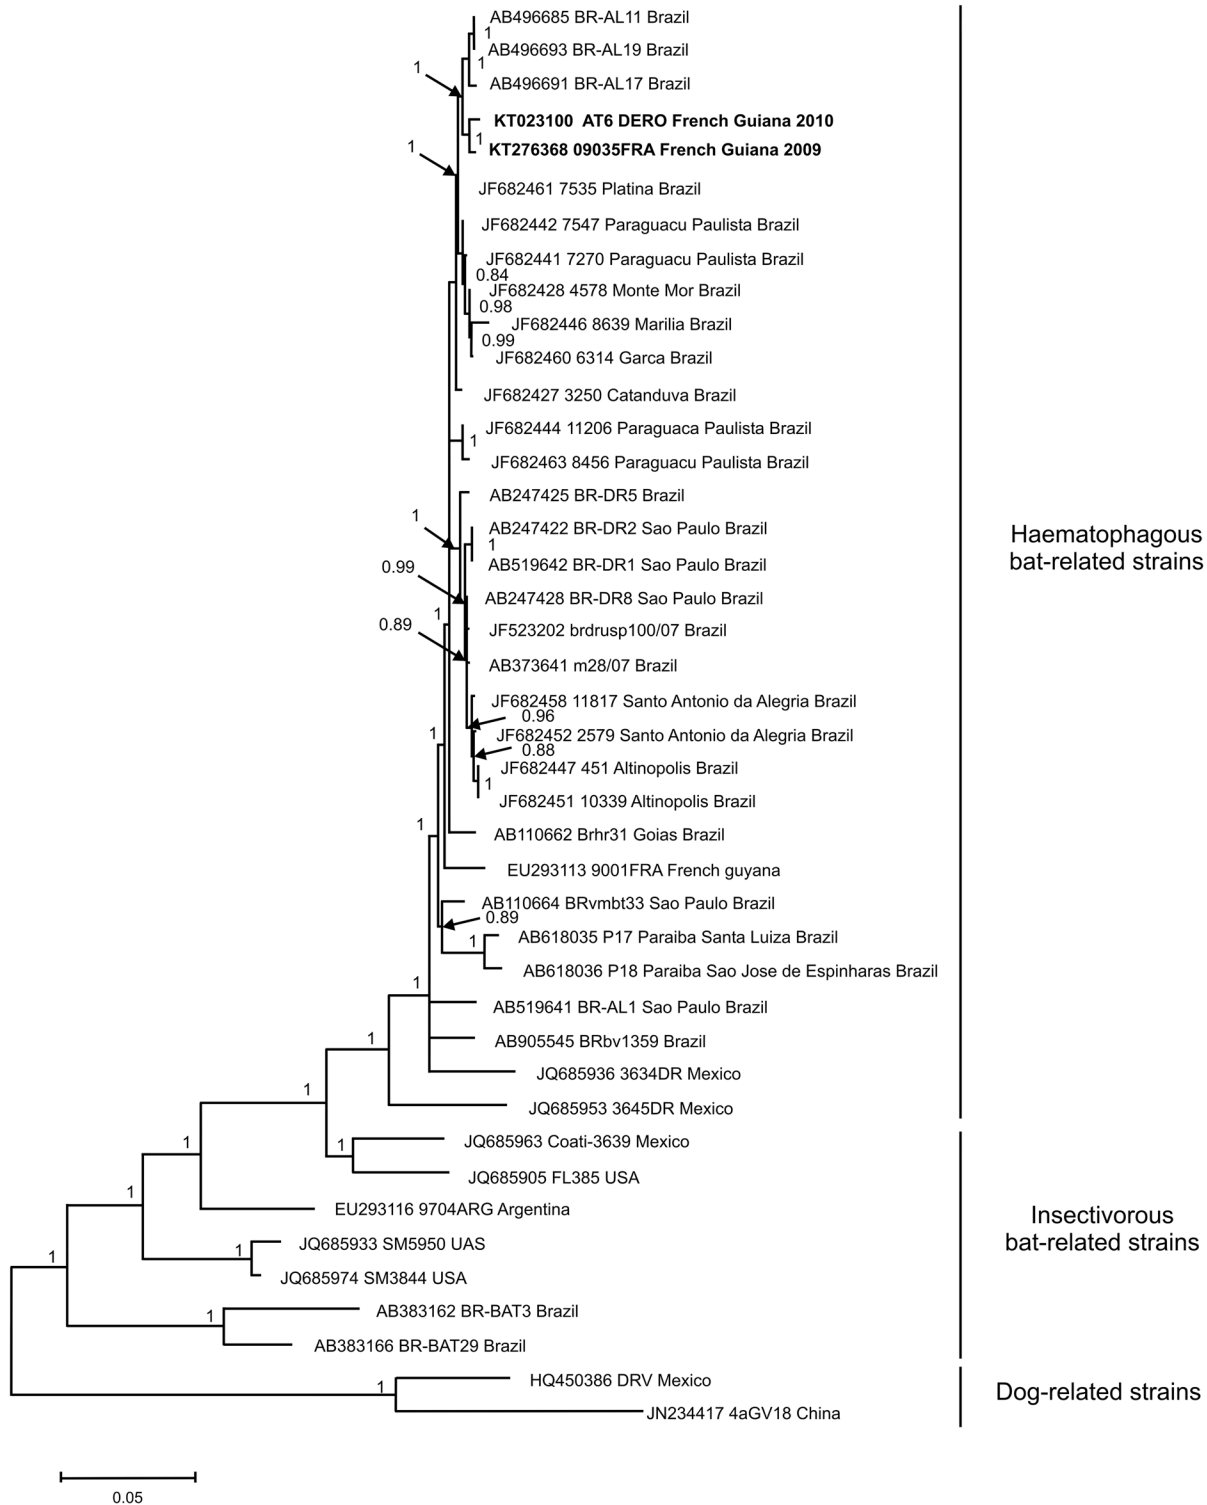 AB496685 BR-AL11 Brazil
1
AB496693 BR-AL19 Brazil
1
1
AB496691 BR-AL17 Brazil
KT023100 AT6 DERO French Guiana 2010
1
KT276368 09035FRA French Guiana 2009
1
JF682461 7535 Platina Brazil
JF682442 7547 Paraguacu Paulista Brazil
JF682441 7270 Paraguacu Paulista Brazil
0.84
JF682428 4578 Monte Mor Brazil
0.98
JF682446 8639 Marilia Brazil
0.99
JF682460 6314 Garca Brazil
JF682427 3250 Catanduva Brazil
JF682444 11206 Paraguaca Paulista Brazil
1
JF682463 8456 Paraguacu Paulista Brazil
AB247425 BR-DR5 Brazil
1
AB247422 BR-DR2 Sao Paulo Brazil
1
AB519642 BR-DR1 Sao Paulo Brazil
0.99
AB247428 BR-DR8 Sao Paulo Brazil
1
0.89
JF523202 brdrusp100/07 Brazil
AB373641 m28/07 Brazil
JF682458 11817 Santo Antonio da Alegria Brazil
0.96
1
JF682452 2579 Santo Antonio da Alegria Brazil
0.88
JF682447 451 Altinopolis Brazil
1
JF682451 10339 Altinopolis Brazil
1
AB110662 Brhr31 Goias Brazil
EU293113 9001FRA French guyana
AB110664 BRvmbt33 Sao Paulo Brazil
0.89
AB618035 P17 Paraiba Santa Luiza Brazil
1
AB618036 P18 Paraiba Sao Jose de Espinharas Brazil
1
AB519641 BR-AL1 Sao Paulo Brazil
1
AB905545 BRbv1359 Brazil
JQ685936 3634DR Mexico
1
JQ685953 3645DR Mexico
Haematophagous
bat-related strains
1
JQ685963 Coati-3639 Mexico
1
JQ685905 FL385 USA
1
EU293116 9704ARG Argentina
JQ685933 SM5950 UAS
1
1
JQ685974 SM3844 USA
AB383162 BR-BAT3 Brazil
1
AB383166 BR-BAT29 Brazil
Insectivorous
bat-related strains
HQ450386 DRV Mexico
1
JN234417 4aGV18 China
Dog-related strains
0.05